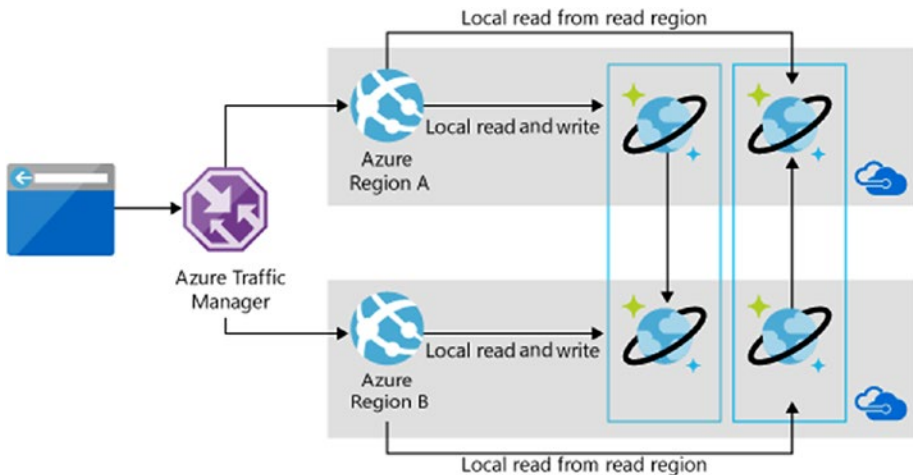 Local read from read region
Local read and write
Azure
Region A
Azure Traffic
Manager
Local read and write
Azure
Region B
Local read from read region